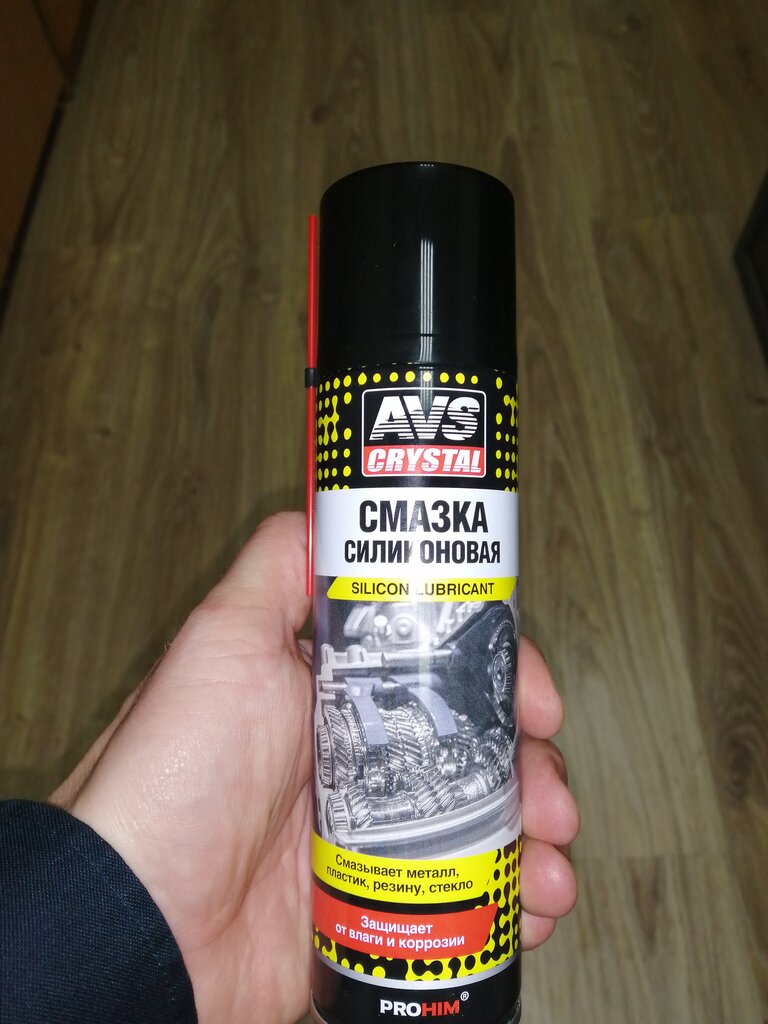 AVS
CRYSTAL
СМАЗКА
СИЛИКОНОВАЯ
SILICON LUBRICANT
Смазывает металл,
пластик, резину, стекло
Защищает
от влаги и коррозии
PROHIM®